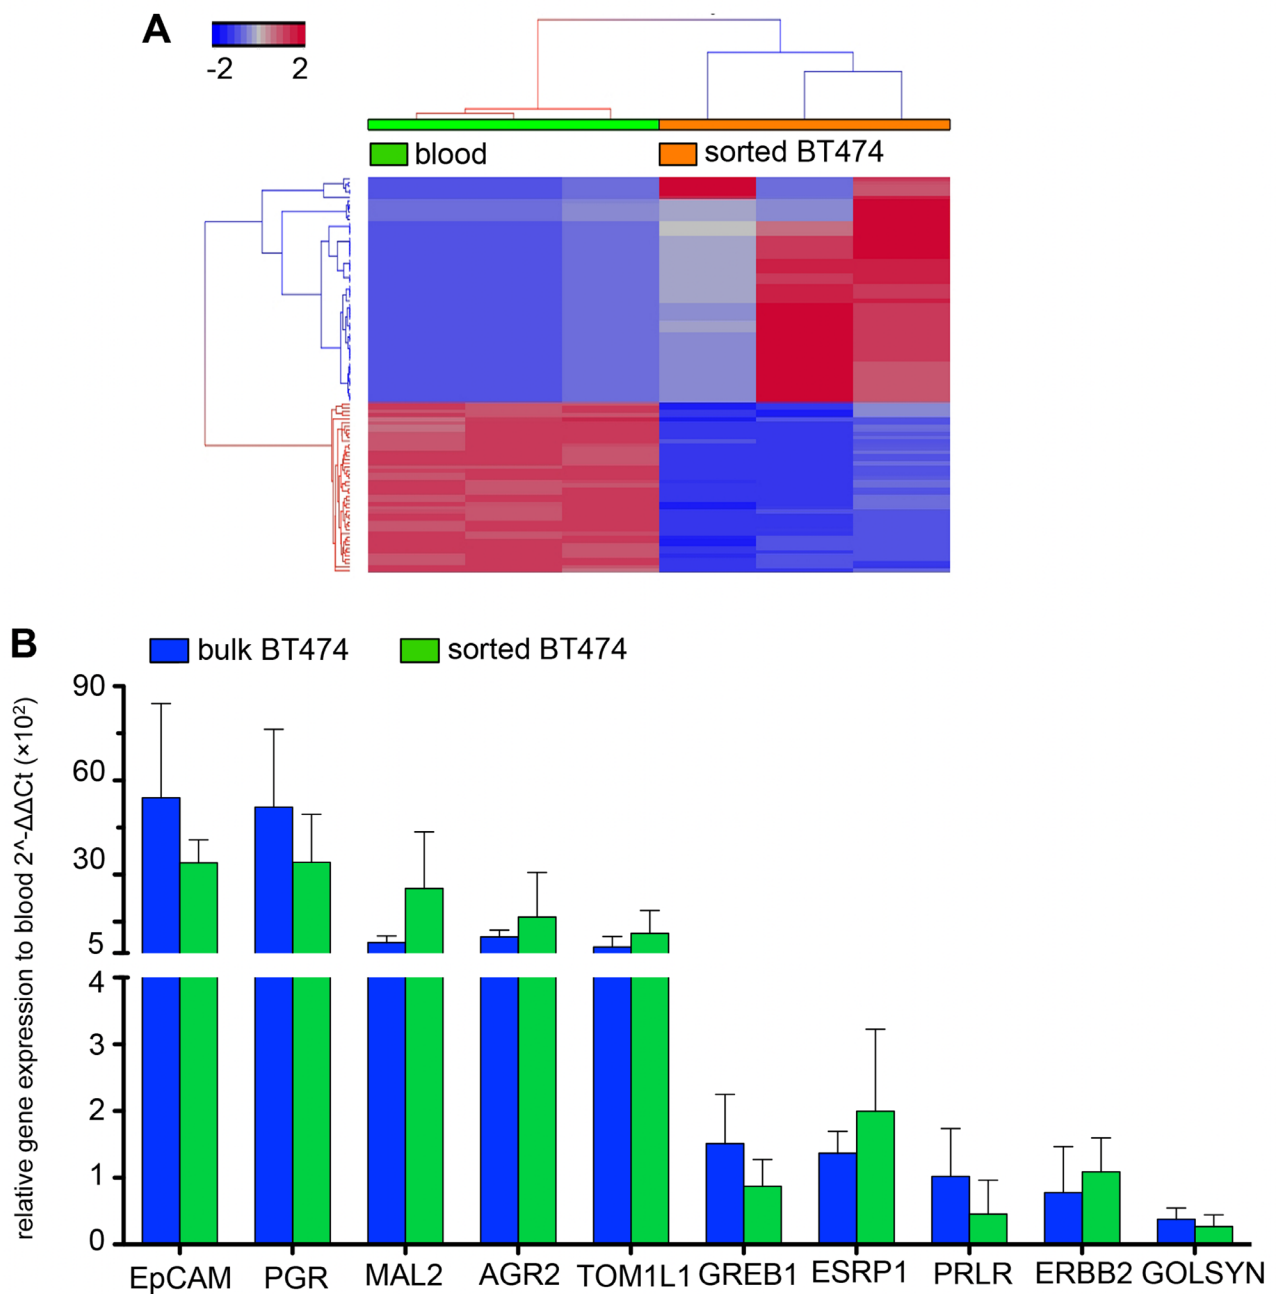 A
-2 2
blood
sorted BT474
B
bulk BT474
sorted BT474
relative gene expression to blood 2^-ΔΔCt (×10²)
90
60
30
5
4
3
2
1
0
EpCAM PGR MAL2 AGR2 TOM1L1 GREB1 ESRP1 PRLR ERBB2 GOLSYN